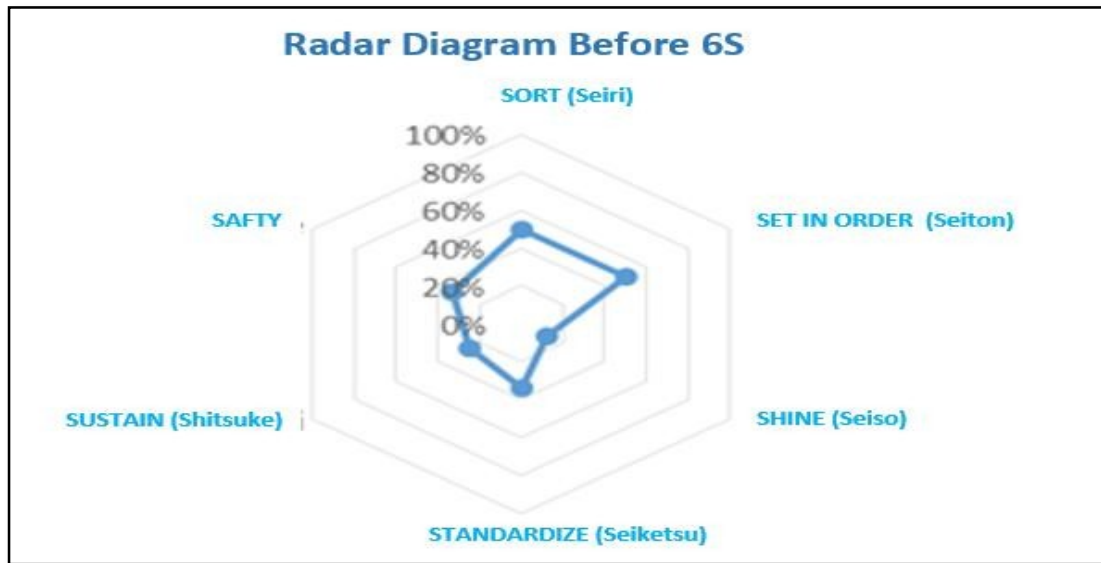 Radar Diagram Before 6S
SORT (Seiri)
100%
80%
60%
40%
20%
0%
SAFTY
SET IN ORDER (Seiton)
SUSTAIN (Shitsuke)
SHINE (Seiso)
STANDARDIZE (Seiketsu)